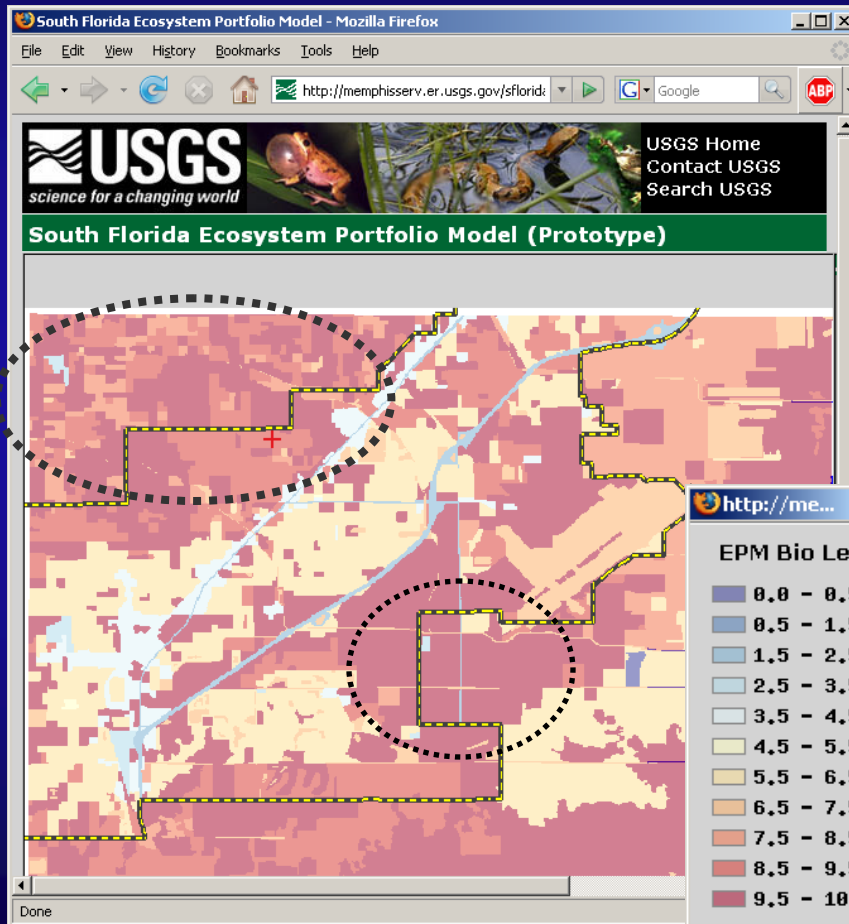 South Florida Ecosystem Portfolio Model - Mozilla Firefox
File Edit View History Bookmarks Tools Help
http://memphisserv.er.usgs.gov/sflorida
G Google
ABP
USGS
science for a changing world
USGS Home
Contact USGS
Search USGS
South Florida Ecosystem Portfolio Model (Prototype)
http://me...
EPM Bio Le
0.0 - 0.
0.5 - 1.
1.5 - 2.
2.5 - 3.
3.5 - 4.
4.5 - 5.
5.5 - 6.
6.5 - 7.
7.5 - 8.
8.5 - 9.
9.5 - 10
Done